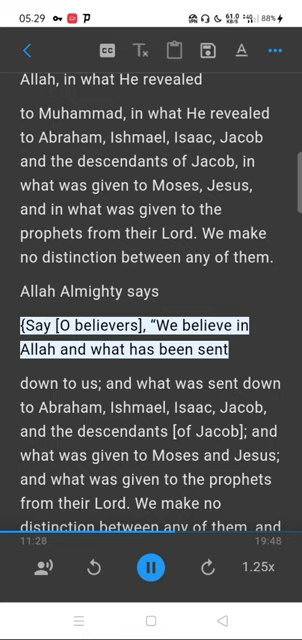 05.29
61.0
KB/S
88%
CC
Allah, in what He revealed
to Muhammad, in what He revealed
to Abraham, Ishmael, Isaac, Jacob
and the descendants of Jacob, in
what was given to Moses, Jesus,
and in what was given to the
prophets from their Lord. We make
no distinction between any of them.
Allah Almighty says
{Say [O believers], “We believe in
Allah and what has been sent
down to us; and what was sent down
to Abraham, Ishmael, Isaac, Jacob,
and the descendants [of Jacob]; and
what was given to Moses and Jesus;
and what was given to the prophets
from their Lord. We make no
distinction between any of them, and
11:28
19:48
1.25x